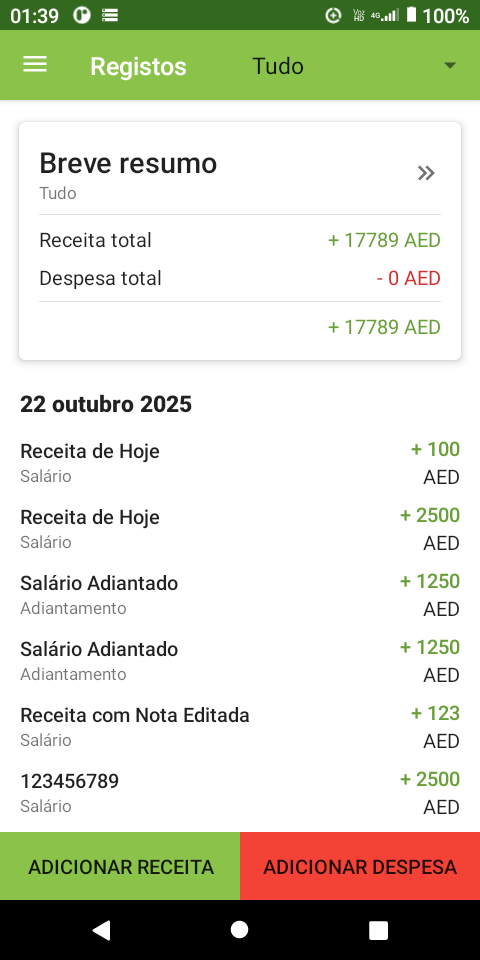 01:39 4G 100%
Registos Tudo
Breve resumo
Tudo
Receita total + 17789 AED
Despesa total - 0 AED
+ 17789 AED
22 outubro 2025
Receita de Hoje + 100
Salário AED
Receita de Hoje + 2500
Salário AED
Salário Adiantado + 1250
Adiantamento AED
Salário Adiantado + 1250
Adiantamento AED
Receita com Nota Editada + 123
Salário AED
123456789 + 2500
Salário AED
ADICIONAR RECEITA ADICIONAR DESPESA